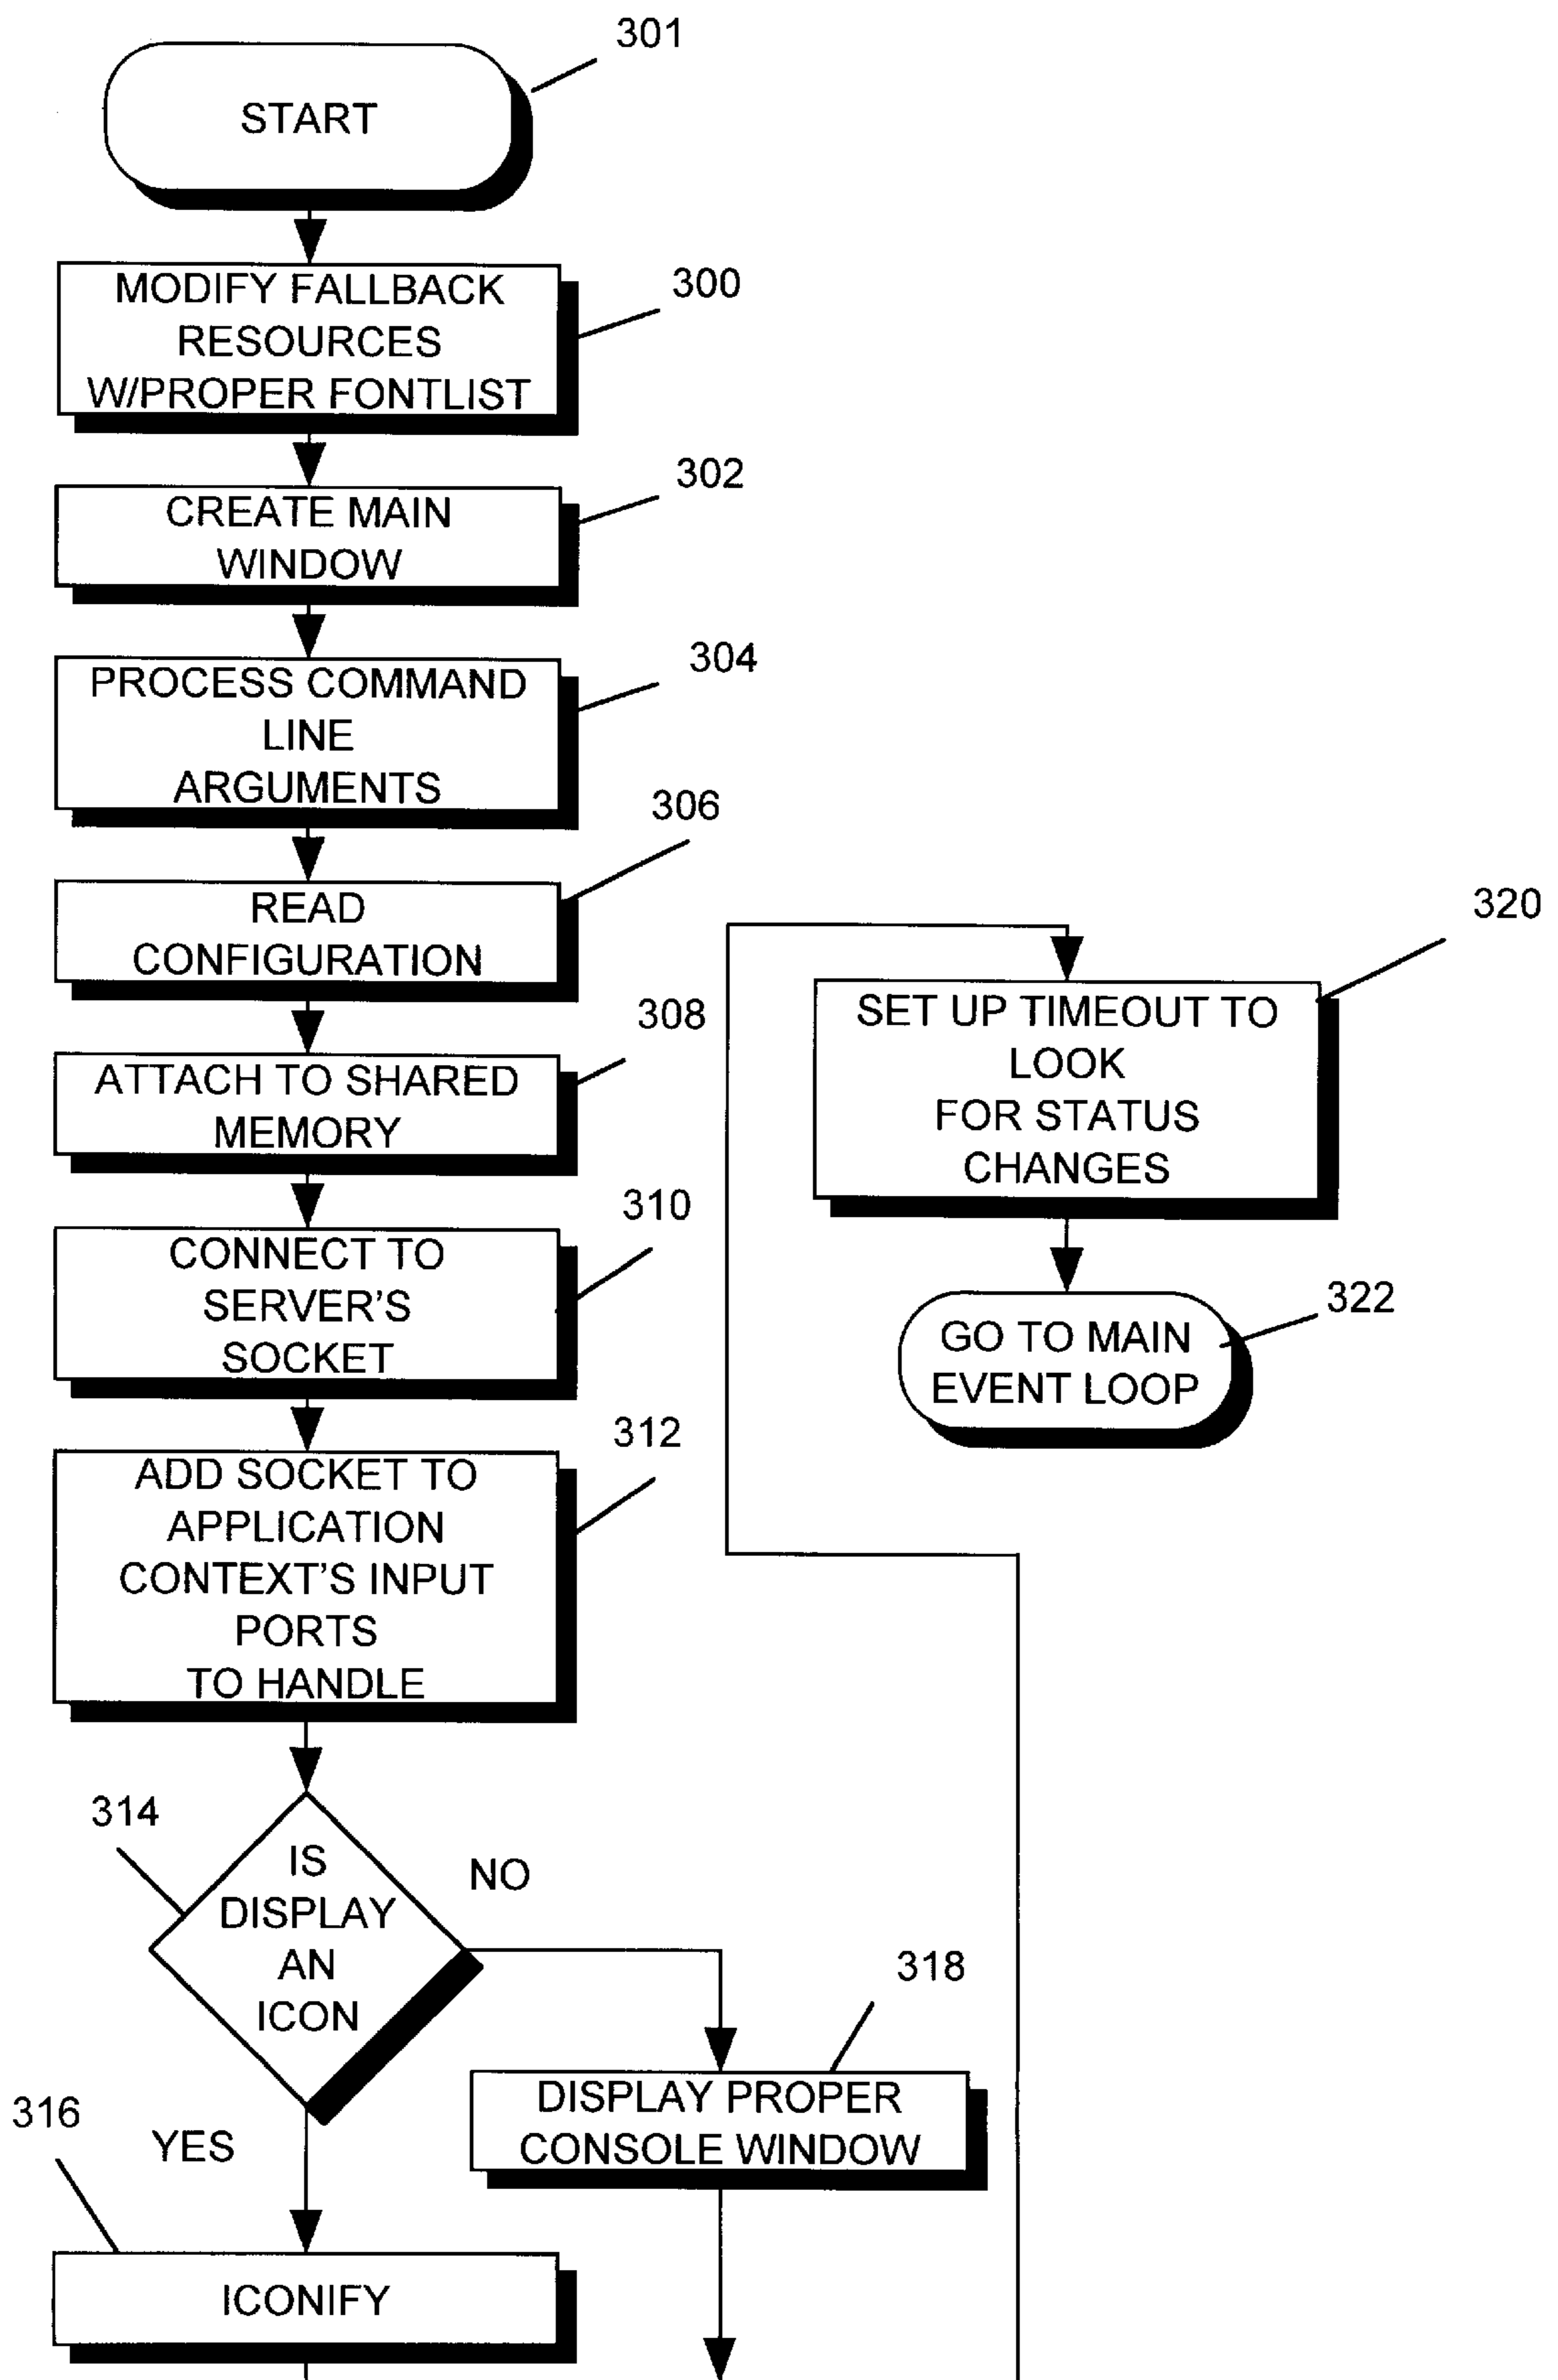 301
START
300
MODIFY FALLBACK
RESOURCES
W/PROPER FONTLIST
302
CREATE MAIN
WINDOW
304
PROCESS COMMAND
LINE
ARGUMENTS
306
READ
CONFIGURATION
308
ATTACH TO SHARED
MEMORY
310
CONNECT TO
SERVER'S
SOCKET
312
ADD SOCKET TO
APPLICATION
CONTEXT'S INPUT
PORTS
TO HANDLE
314
IS
DISPLAY
AN
ICON
NO
YES
316
ICONIFY
318
DISPLAY PROPER
CONSOLE WINDOW
320
SET UP TIMEOUT TO
LOOK
FOR STATUS
CHANGES
322
GO TO MAIN
EVENT LOOP